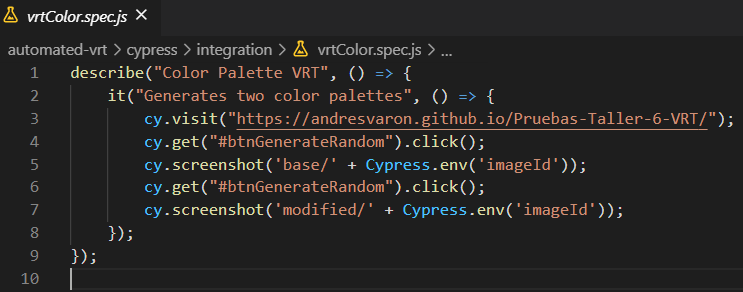 vrtColor.spec.js ×
automated-vrt > cypress > integration > vrtColor.spec.js > ...
1 describe("Color Palette VRT", () => {
2     it("Generates two color palettes", () => {
3         cy.visit("https://andresvaron.github.io/Pruebas-Taller-6-VRT/");
4         cy.get("#btnGenerateRandom").click();
5         cy.screenshot('base/' + Cypress.env('imageId'));
6         cy.get("#btnGenerateRandom").click();
7         cy.screenshot('modified/' + Cypress.env('imageId'));
8     });
9 });
10